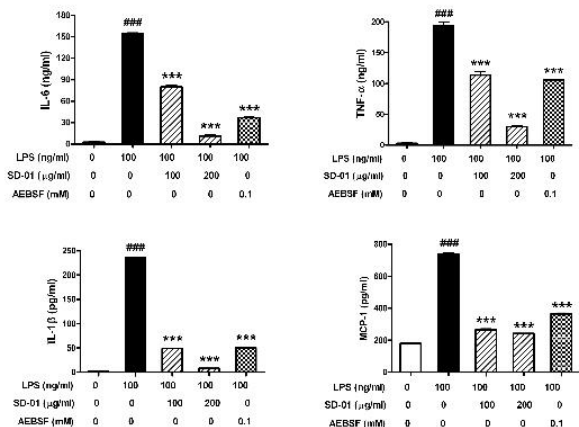 ###
***
***
***
IL-6 (ng/ml)
180
150
120
90
60
30
0
LPS (ng/ml) 0 100 100 100 100
SD-01 (μg/ml) 0 0 100 200 0
AEBSF (mM) 0 0 0 0 0.1
###
***
***
***
TNF-α (ng/ml)
200
150
100
50
0
LPS (ng/ml) 0 100 100 100 100
SD-01 (μg/ml) 0 0 100 200 0
AEBSF (mM) 0 0 0 0 0.1
###
***
***
***
IL-1β (pg/ml)
250
200
150
100
50
0
LPS (ng/ml) 0 100 100 100 100
SD-01 (μg/ml) 0 0 100 200 0
AEBSF (mM) 0 0 0 0 0.1
###
***
***
***
MCP-1 (pg/ml)
800
600
400
200
0
LPS (ng/ml) 0 100 100 100 100
SD-01 (μg/ml) 0 0 100 200 0
AEBSF (mM) 0 0 0 0 0.1